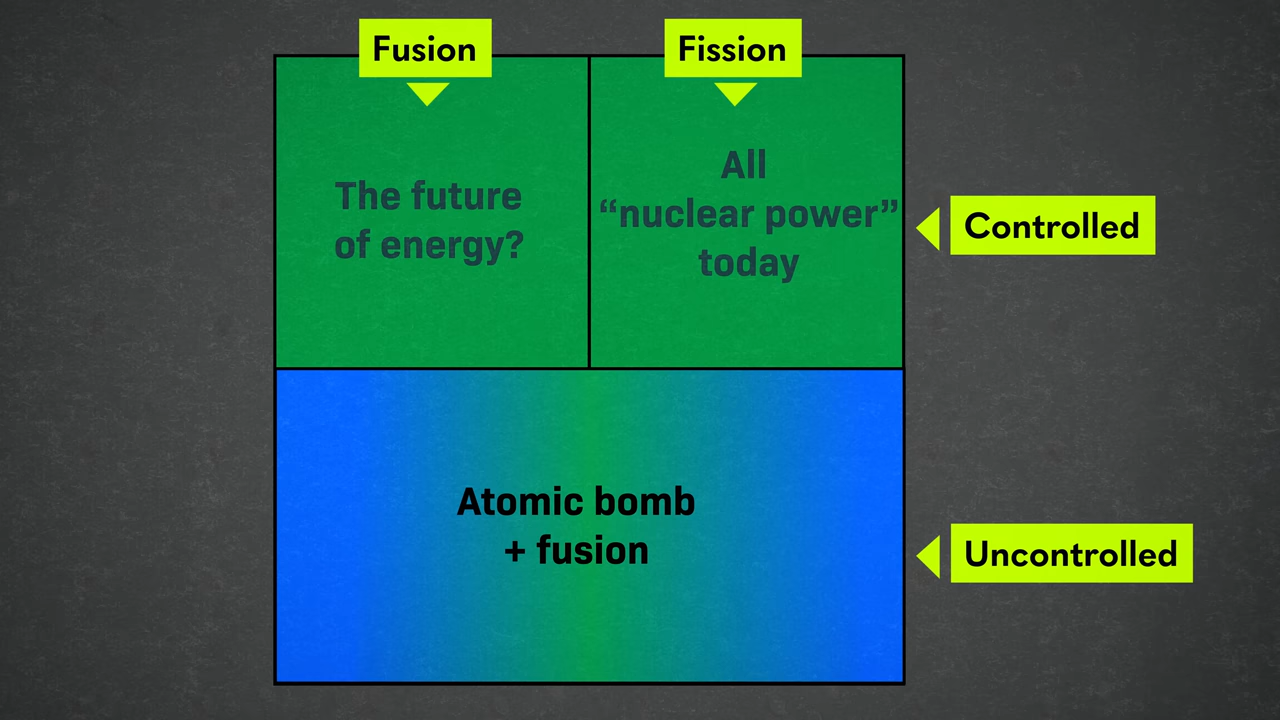 Fusion
Fission
The future
of energy?
All
“nuclear power”
today
Controlled
Atomic bomb
+ fusion
Uncontrolled